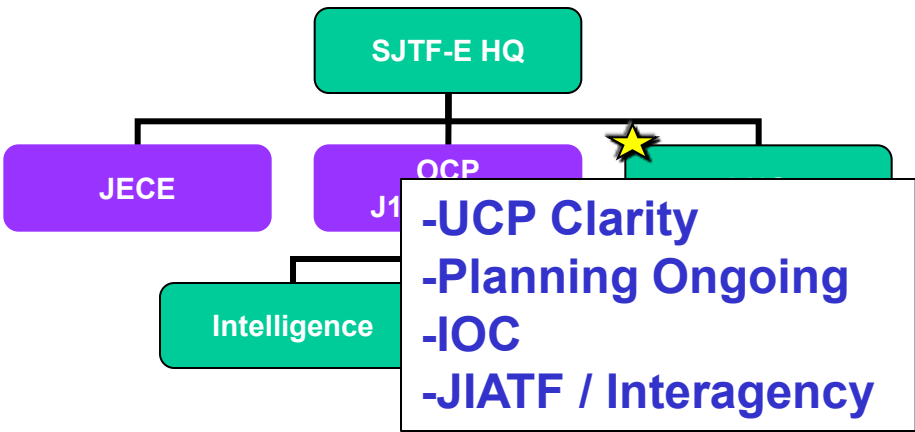 SJTF-E HQ
JECE
OCP
J1
Intelligence
-UCP Clarity
-Planning Ongoing
-IOC
-JIATF / Interagency